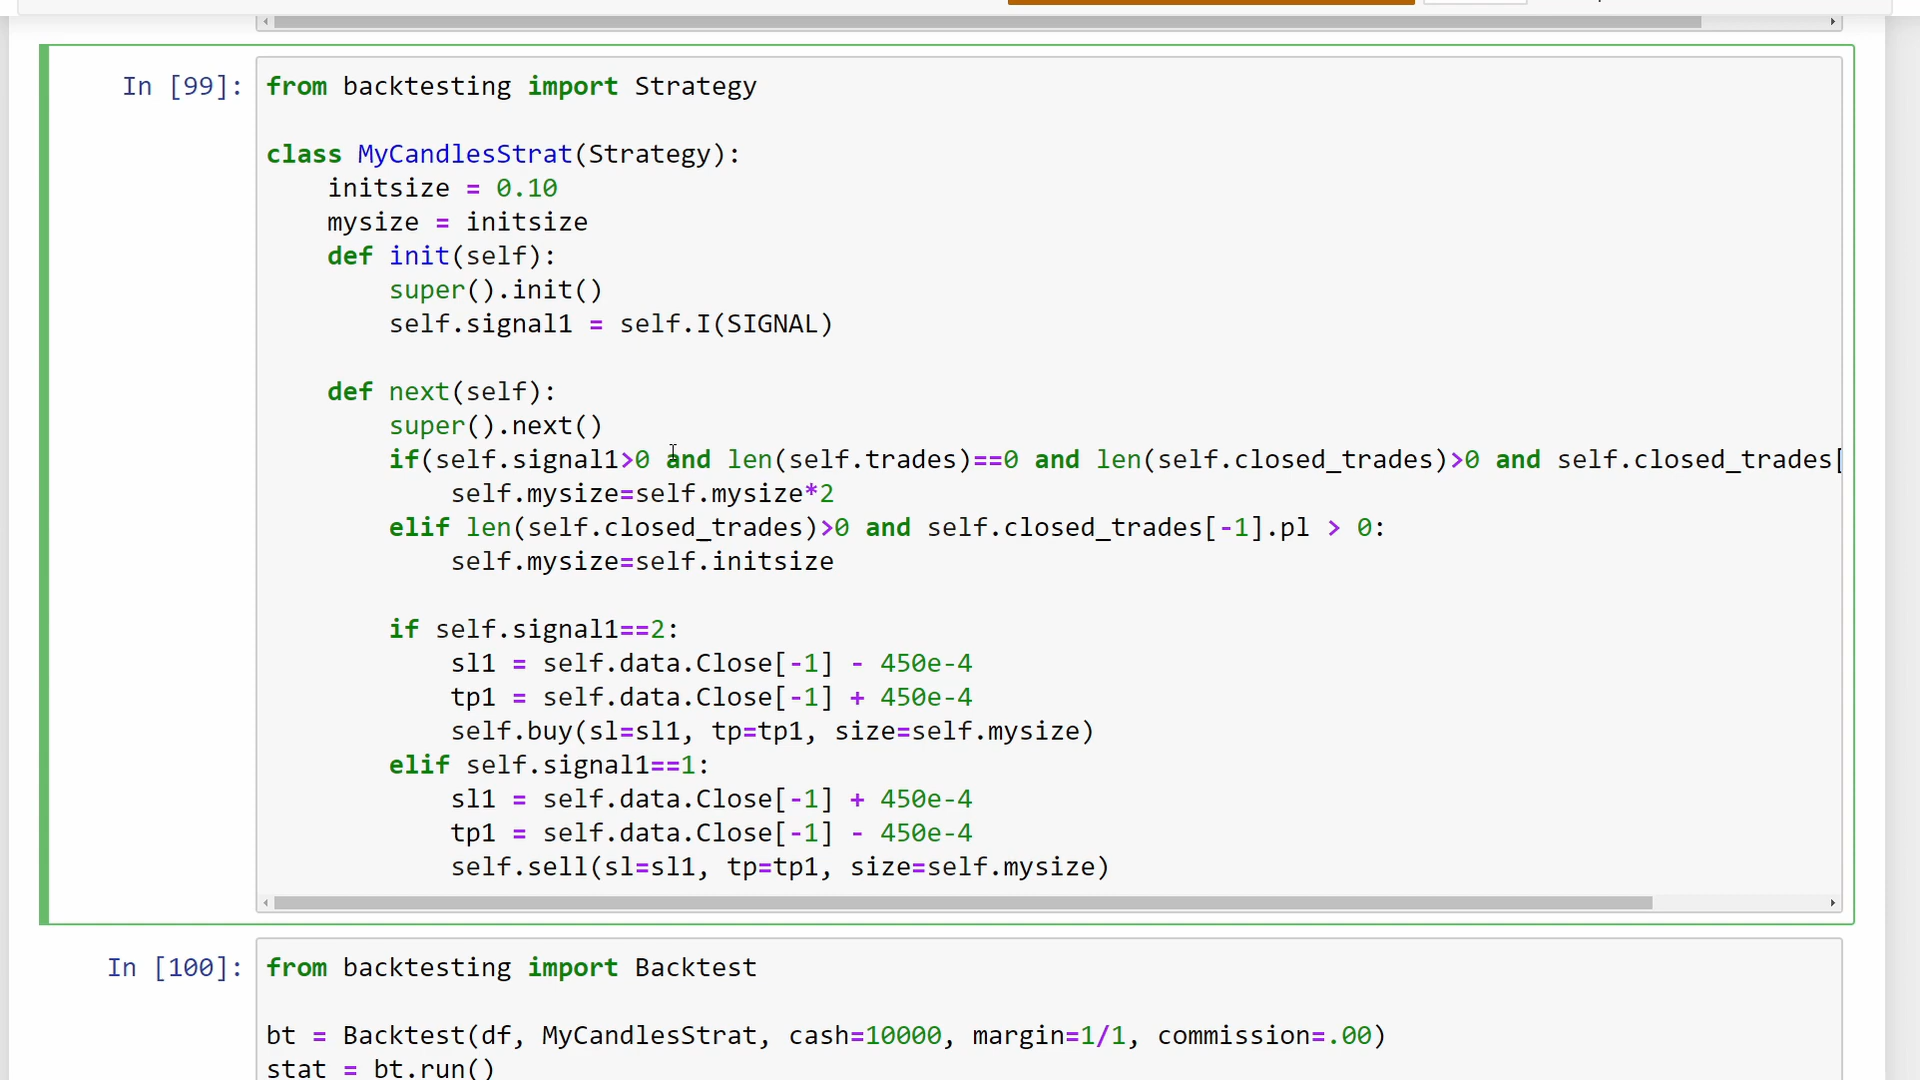 In [99]:
from backtesting import Strategy
class MyCandlesStrat(Strategy):
    initsize = 0.10
    mysize = initsize
    def init(self):
        super().init()
        self.signal1 = self.I(SIGNAL)
    def next(self):
        super().next()
        if(self.signal1>0 and len(self.trades)==0 and len(self.closed_trades)>0 and self.closed_trades[
            self.mysize=self.mysize*2
        elif len(self.closed_trades)>0 and self.closed_trades[-1].pl > 0:
            self.mysize=self.initsize
        if self.signal1==2:
            sl1 = self.data.Close[-1] - 450e-4
            tp1 = self.data.Close[-1] + 450e-4
            self.buy(sl=sl1, tp=tp1, size=self.mysize)
        elif self.signal1==1:
            sl1 = self.data.Close[-1] + 450e-4
            tp1 = self.data.Close[-1] - 450e-4
            self.sell(sl=sl1, tp=tp1, size=self.mysize)
In [100]:
from backtesting import Backtest
bt = Backtest(df, MyCandlesStrat, cash=10000, margin=1/1, commission=.00)
stat = bt.run()